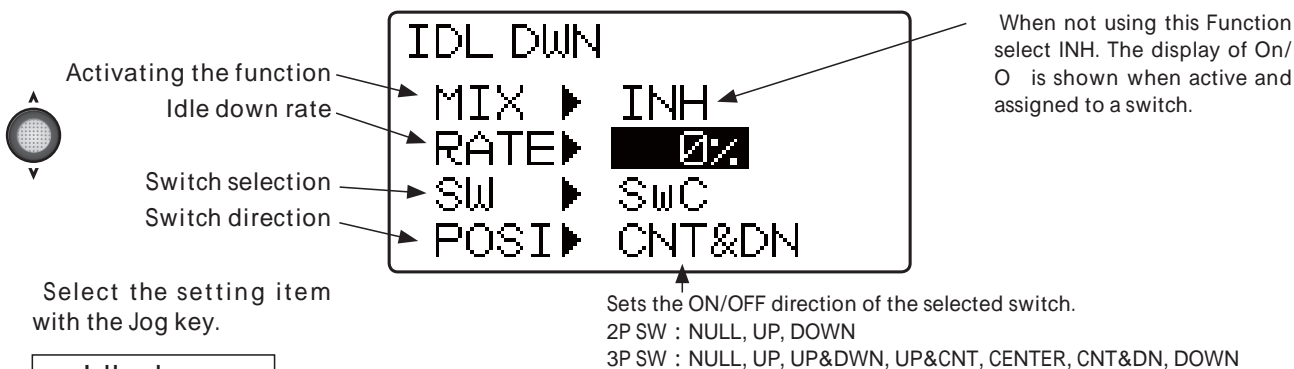 IDL DWN
MIX ▶ INH
RATE▶ 0%
SW ▶ SwC
POSI▶ CNT&DN
Activating the function
Idle down rate
Switch selection
Switch direction
When not using this Function
select INH. The display of On/
O is shown when active and
assigned to a switch.
Select the setting item
with the Jog key.
Sets the ON/OFF direction of the selected switch.
2P SW : NULL, UP, DOWN
3P SW : NULL, UP, UP&DWN, UP&CNT, CENTER, CNT&DN, DOWN